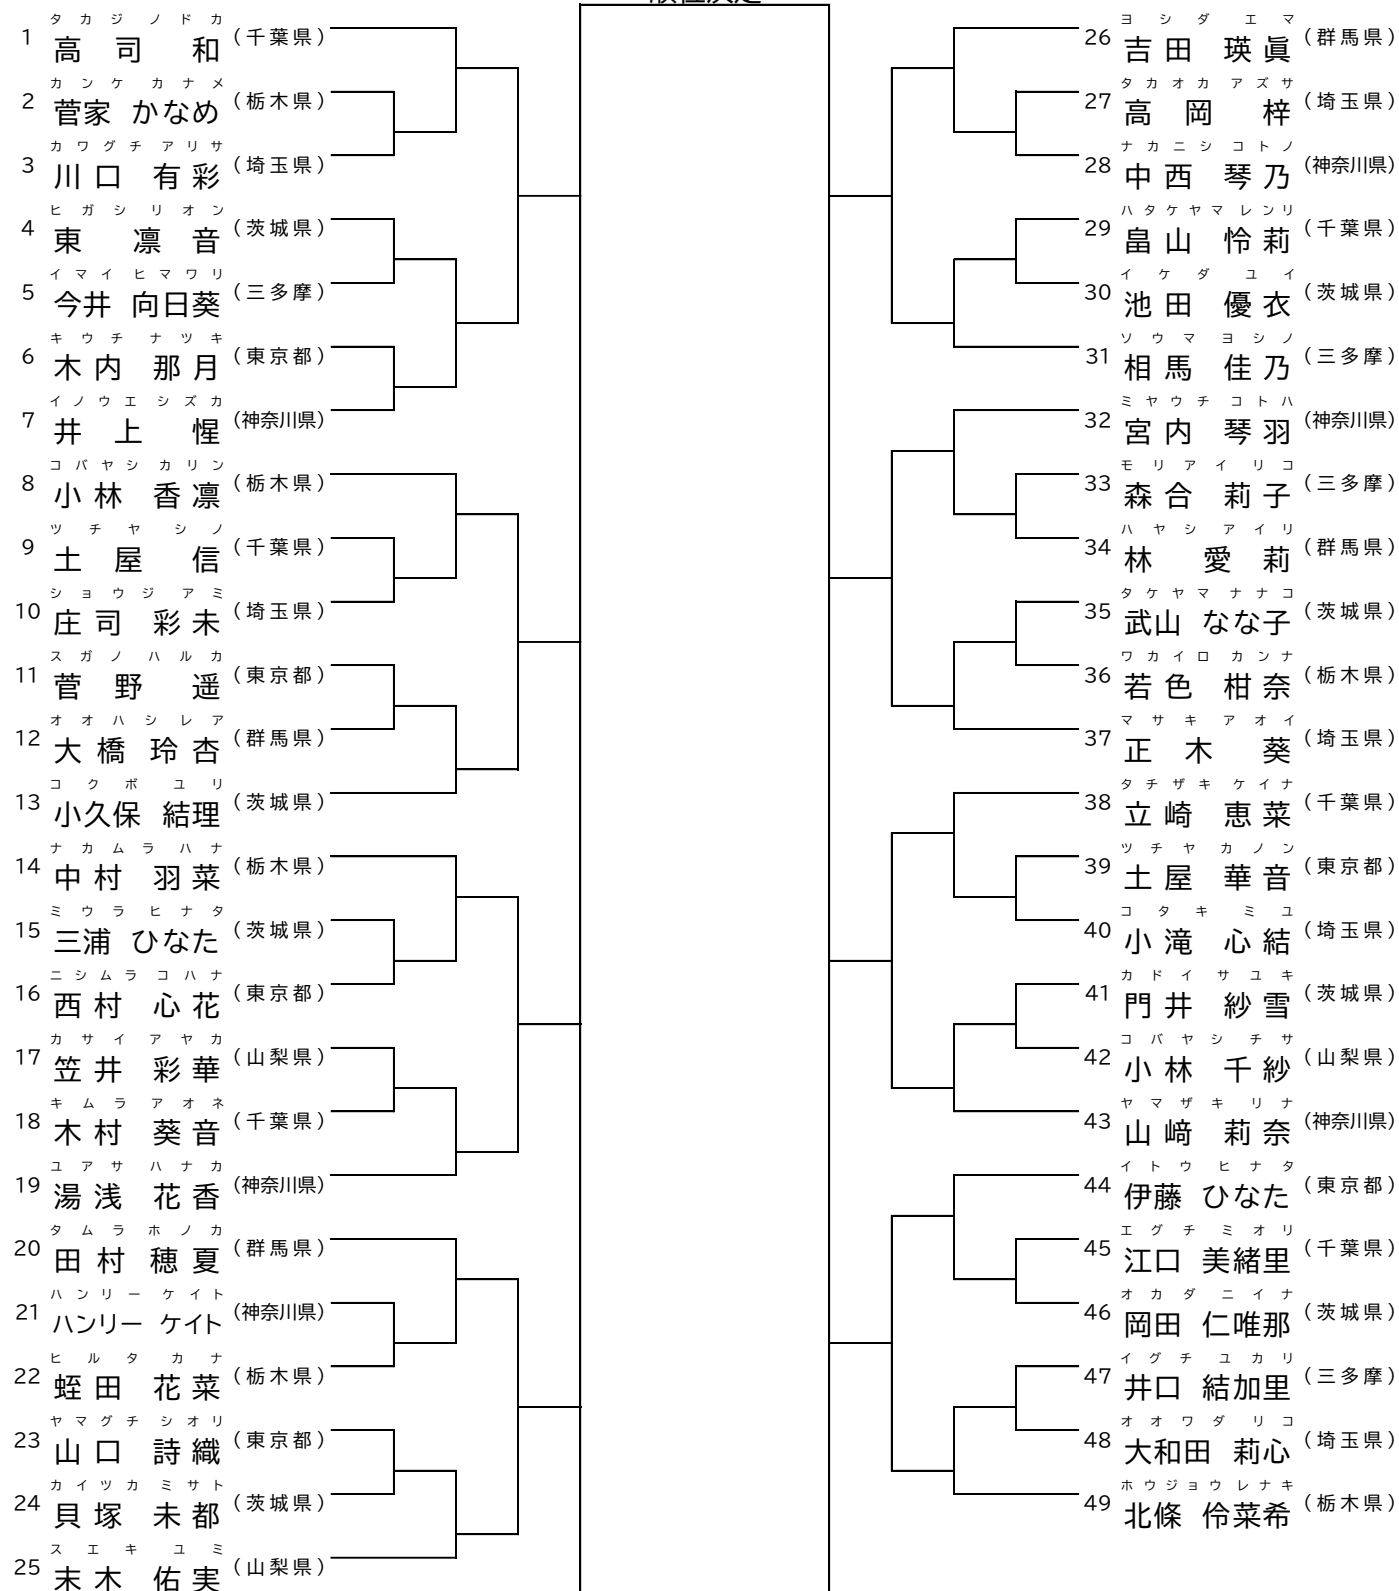 タカジ ノドカ
1 高司 和 (千葉県)
カンケ カナメ
2 菅家 かなめ (栃木県)
カワグチ アリサ
3 川口 有彩 (埼玉県)
ヒガシ リオン
4 東 凛音 (茨城県)
イマイ ヒマワリ
5 今井 向日葵 (三多摩)
キウチ ナツキ
6 木内 那月 (東京都)
イノウエ シズカ
7 井上 惺 (神奈川県)
コバヤシ カリン
8 小林 香凛 (栃木県)
ツチヤ シノ
9 土屋 信 (千葉県)
ショウジ アミ
10 庄司 彩未 (埼玉県)
スガノ ハルカ
11 菅野 遥 (東京都)
オオハシ レア
12 大橋 玲杏 (群馬県)
コクボ ユリ
13 小久保 結理 (茨城県)
ナカムラ ハナ
14 中村 羽菜 (栃木県)
ミウラ ヒナタ
15 三浦 ひなた (茨城県)
ニシムラ コハナ
16 西村 心花 (東京都)
カサイ アヤカ
17 笠井 彩華 (山梨県)
キムラ アオネ
18 木村 葵音 (千葉県)
ユアサ ハナカ
19 湯浅 花香 (神奈川県)
タムラ ホノカ
20 田村 穂夏 (群馬県)
ハンリー ケイト
21 ハンリー ケイト (神奈川県)
ヒルタ カナ
22 蛭田 花菜 (栃木県)
ヤマグチ シオリ
23 山口 詩織 (東京都)
カイツカ ミサト
24 貝塚 未都 (茨城県)
スエキ ユミ
25 末木 佑実 (山梨県)
ヨシダ エマ
26 吉田 瑛眞 (群馬県)
タカオカ アズサ
27 高岡 梓 (埼玉県)
ナカニシ コトノ
28 中西 琴乃 (神奈川県)
ハタケヤマ レンリ
29 畠山 怜莉 (千葉県)
イケダ ユイ
30 池田 優衣 (茨城県)
ソウマ ヨシノ
31 相馬 佳乃 (三多摩)
ミヤウチ コトハ
32 宮内 琴羽 (神奈川県)
モリアイ リコ
33 森合 莉子 (三多摩)
ハヤシ アイリ
34 林 愛莉 (群馬県)
タケヤマ ナナコ
35 武山 なな子 (茨城県)
ワカイロ カンナ
36 若色 柑奈 (栃木県)
マサキ アオイ
37 正木 葵 (埼玉県)
タチザキ ケイナ
38 立崎 恵菜 (千葉県)
ツチヤ カノン
39 土屋 華音 (東京都)
コタキ ミユ
40 小滝 心結 (埼玉県)
カドイ サユキ
41 門井 紗雪 (茨城県)
コバヤシ チサ
42 小林 千紗 (山梨県)
ヤマザキ リナ
43 山﨑 莉奈 (神奈川県)
イトウ ヒナタ
44 伊藤 ひなた (東京都)
エグチ ミオリ
45 江口 美緒里 (千葉県)
オカダ ニイナ
46 岡田 仁唯那 (茨城県)
イグチ ユカリ
47 井口 結加里 (三多摩)
オオワダ リコ
48 大和田 莉心 (埼玉県)
ホウジョウ レナキ
49 北條 伶菜希 (栃木県)